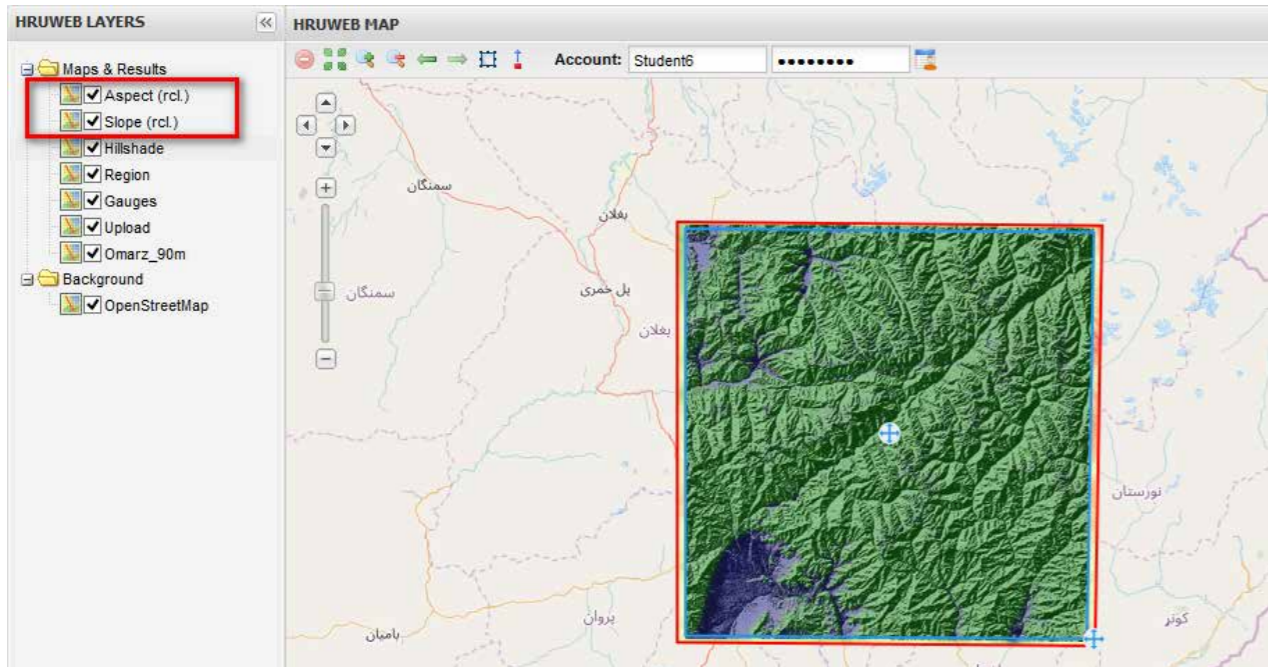 HRUWEB LAYERS
HRUWEB MAP
Maps & Results
Aspect (rcl.)
Slope (rcl.)
Hillshade
Region
Gauges
Upload
Omarz_90m
Background
OpenStreetMap
Account: Student6 ••••••••
سمنگان
بغلان
سمنگان
پل خمری
بغلان
نورستان
پروان
بامیان
کونړ